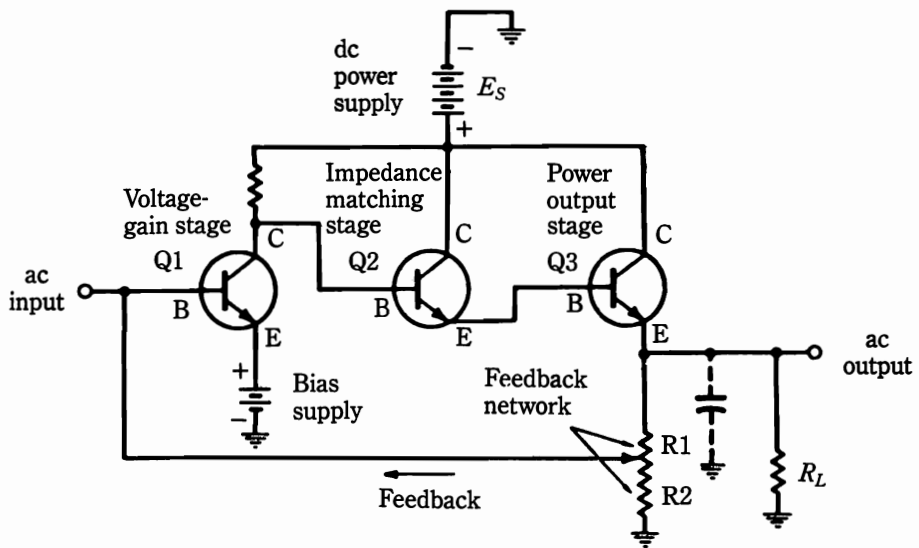 dc
power
supply
−
E_S
+
Voltage-
gain stage
Impedance
matching
stage
Power
output
stage
C
C
C
Q1
Q2
Q3
ac
input
B
B
B
E
E
E
ac
output
+
−
Bias
supply
Feedback
network
R1
R2
R_L
Feedback